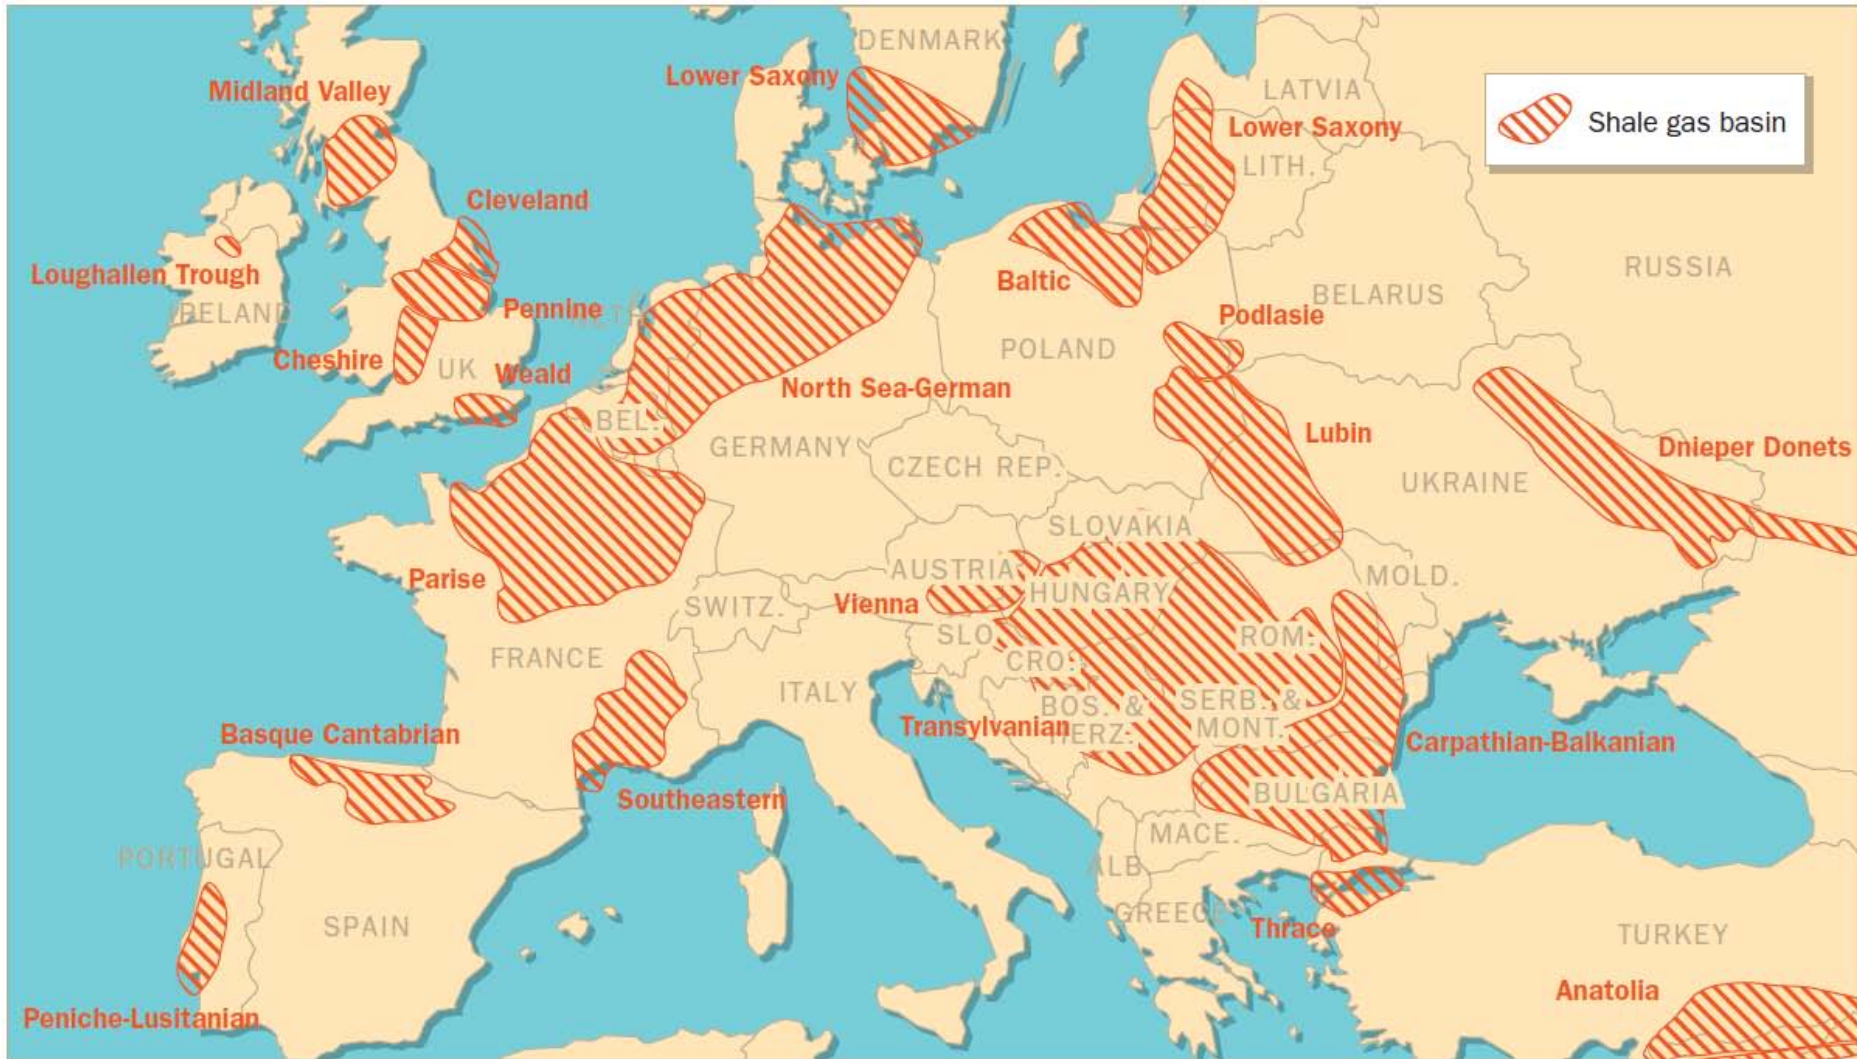 DENMARK
Lower Saxony
Midland Valley
LATVIA
Shale gas basin
Lower Saxony
LITH.
Cleveland
Loughallen Trough
IRELAND
Baltic
RUSSIA
BELARUS
Pennine
NETH.
Podlasie
Cheshire
UK
Weald
POLAND
North Sea-German
BEL.
GERMANY
CZECH REP.
Lubin
Dnieper Donets
UKRAINE
SLOVAKIA
Parise
AUSTRIA
HUNGARY
MOLD.
SWITZ.
Vienna
SLO.
ROM.
FRANCE
CRO.
ITALY
BOS. &
HERZ.
SERB. &
MONT.
Transylvanian
Basque Cantabrian
Carpathian-Balkanian
Southeastern
BULGARIA
MACE.
PORTUGAL
ALB.
SPAIN
GREECE
Thrace
TURKEY
Anatolia
Peniche-Lusitanian